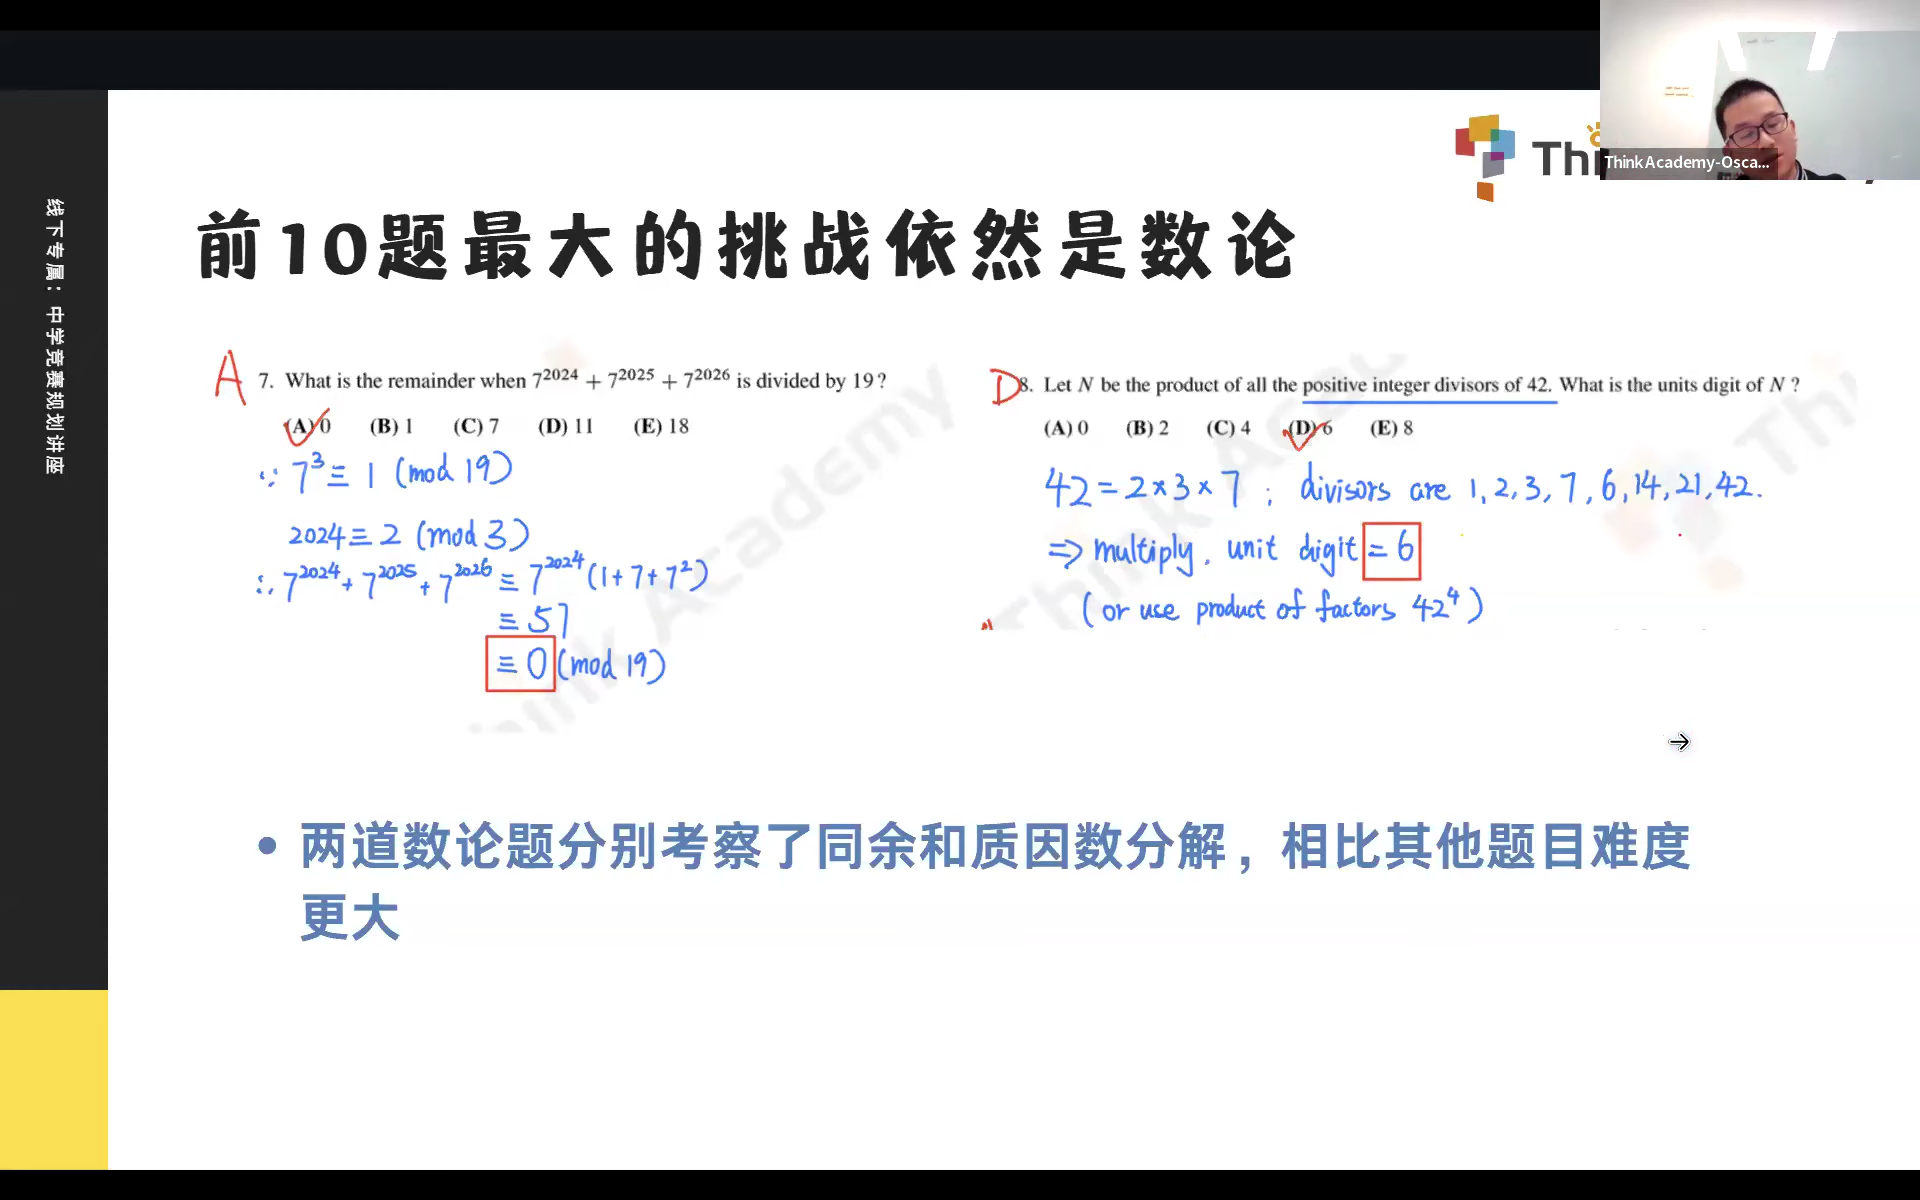 线下专属：中学竞赛规划讲座
Thi
ThinkAcademy-Osca...
前10题最大的挑战依然是数论
A 7. What is the remainder when 7^2024 + 7^2025 + 7^2026 is divided by 19?
(A) 0 (B) 1 (C) 7 (D) 11 (E) 18
∵ 7^3 ≡ 1 (mod 19)
2024 ≡ 2 (mod 3)
∴ 7^2024 + 7^2025 + 7^2026 ≡ 7^2024 (1+7+7^2)
≡ 57
≡ 0 (mod 19)
D 8. Let N be the product of all the positive integer divisors of 42. What is the units digit of N?
(A) 0 (B) 2 (C) 4 (D) 6 (E) 8
42 = 2×3×7 ; divisors are 1, 2, 3, 7, 6, 14, 21, 42.
⇒ multiply. unit digit = 6
(or use product of factors 42^4)
Think Academy
Think Acac
Thi
• 两道数论题分别考察了同余和质因数分解，相比其他题目难度
更大